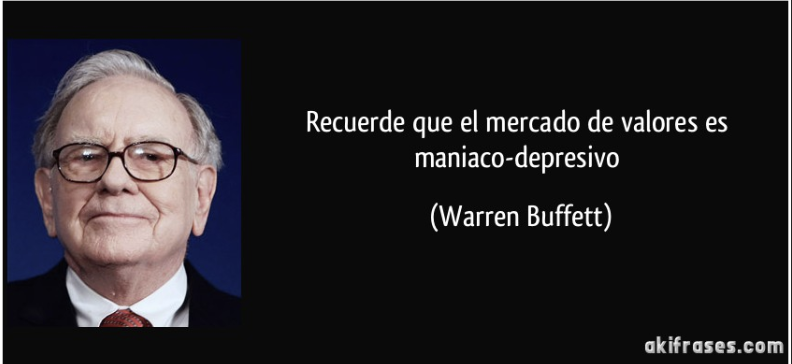 Recuerde que el mercado de valores es
maniaco-depresivo
(Warren Buffett)
akifrases.com